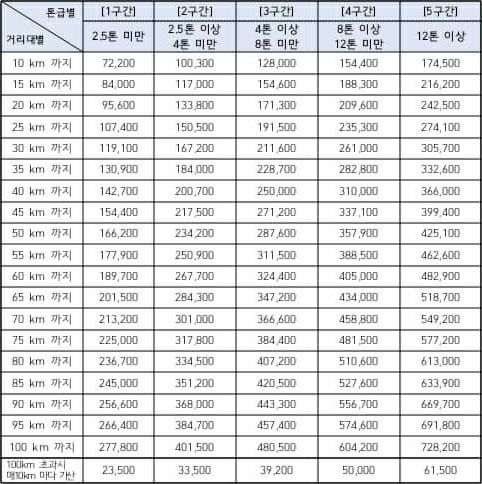 톤급별 [1구간] [2구간] [3구간] [4구간] [5구간]
거리대별 2.5톤 미만 2.5톤 이상 4톤 미만 4톤 이상 8톤 미만 8톤 이상 12톤 미만 12톤 이상
10 km 까지 72,200 100,300 128,000 154,400 174,500
15 km 까지 84,000 117,000 154,600 188,300 216,200
20 km 까지 95,600 133,800 171,300 209,600 242,500
25 km 까지 107,400 150,500 191,500 235,300 274,100
30 km 까지 119,100 167,200 211,600 261,000 305,700
35 km 까지 130,900 184,000 228,700 282,800 332,600
40 km 까지 142,700 200,700 250,000 310,000 366,000
45 km 까지 154,400 217,500 271,200 337,100 399,400
50 km 까지 166,200 234,200 287,600 357,900 425,100
55 km 까지 177,900 250,900 311,500 388,500 462,600
60 km 까지 189,700 267,700 324,400 405,000 482,900
65 km 까지 201,500 284,300 347,200 434,000 518,700
70 km 까지 213,200 301,000 366,600 458,800 549,200
75 km 까지 225,000 317,800 384,400 481,500 577,200
80 km 까지 236,700 334,500 407,200 510,600 613,000
85 km 까지 245,000 351,200 420,500 527,600 633,900
90 km 까지 256,600 368,000 443,300 556,700 669,700
95 km 까지 266,400 384,700 457,400 574,600 691,800
100 km 까지 277,800 401,500 480,500 604,200 728,200
100km 초과시
매10km 마다 가산 23,500 33,500 39,200 50,000 61,500